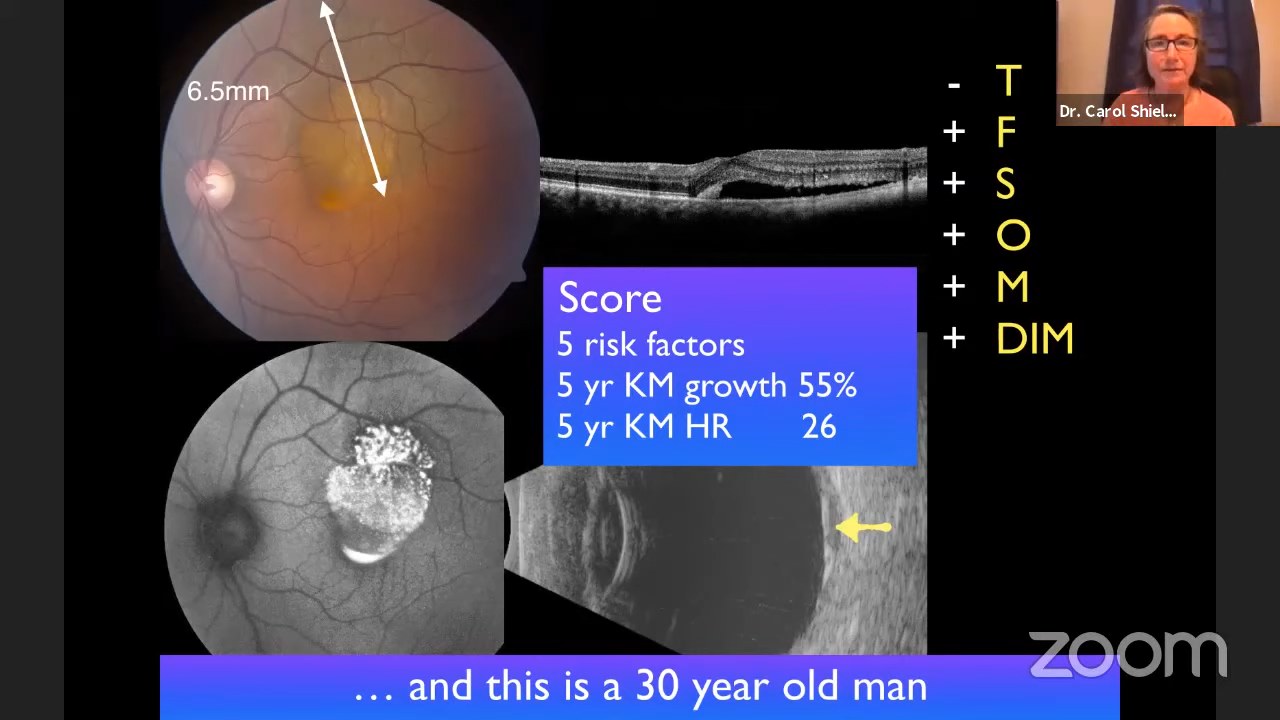 6.5mm
- T
+ F
+ S
+ O
+ M
+ DIM
Dr. Carol Shiel...
Score
5 risk factors
5 yr KM growth 55%
5 yr KM HR 26
zoom
… and this is a 30 year old man